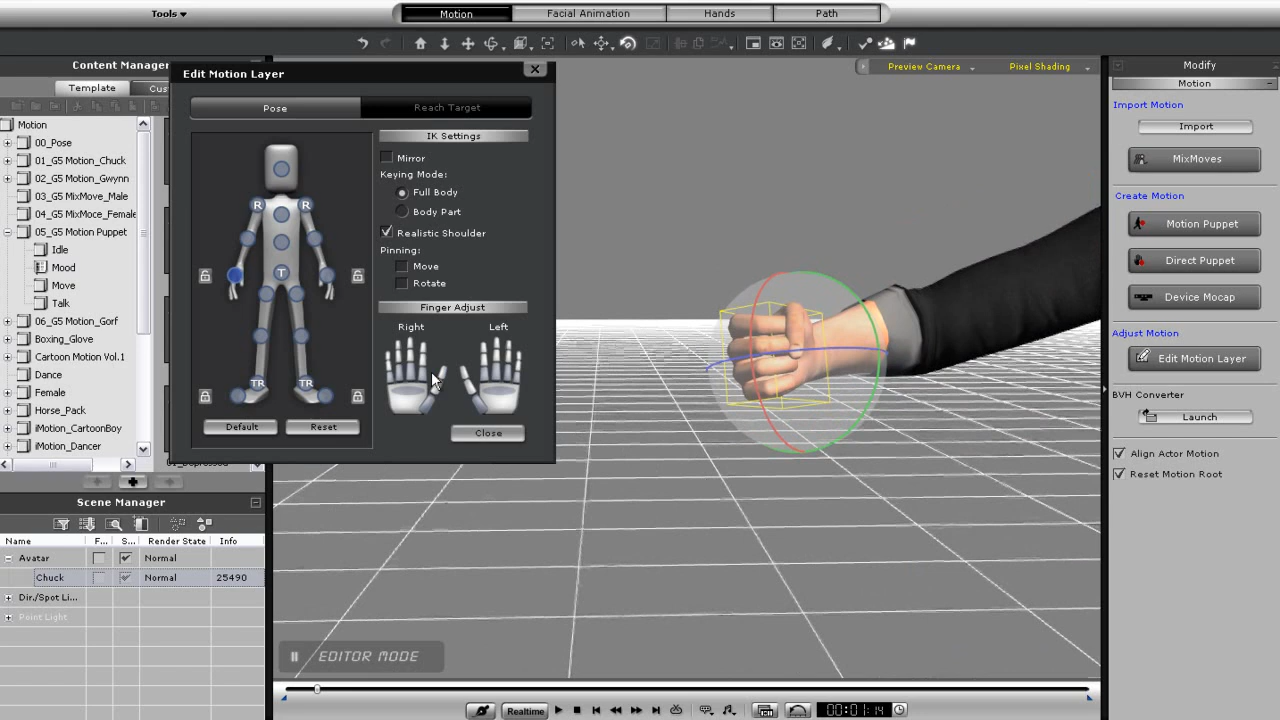 Tools
Motion
Facial Animation
Hands
Path
Content Manager
Template
Cus
Motion
00_Pose
01_G5 Motion_Chuck
02_G5 Motion_Gwynn
03_G5 MixMove_Male
04_G5 MixMoce_Female
05_G5 Motion Puppet
Idle
Mood
Move
Talk
06_G5 Motion_Gorf
Boxing_Glove
Cartoon Motion Vol.1
Dance
Female
Horse_Pack
iMotion_CartoonBoy
iMotion_Dancer
01_Depressed
Scene Manager
Name
F...
S...
Render State
Info
Avatar
Normal
Chuck
Normal
25490
Dir./Spot Li...
Point Light
Edit Motion Layer
Pose
Reach Target
R
R
T
TR
TR
Default
Reset
IK Settings
Mirror
Keying Mode:
Full Body
Body Part
Realistic Shoulder
Pinning:
Move
Rotate
Finger Adjust
Right
Left
Close
Preview Camera
Pixel Shading
EDITOR MODE
Realtime
00:01:14
Modify
Motion
Import Motion
Import
MixMoves
Create Motion
Motion Puppet
Direct Puppet
Device Mocap
Adjust Motion
Edit Motion Layer
BVH Converter
Launch
Align Actor Motion
Reset Motion Root